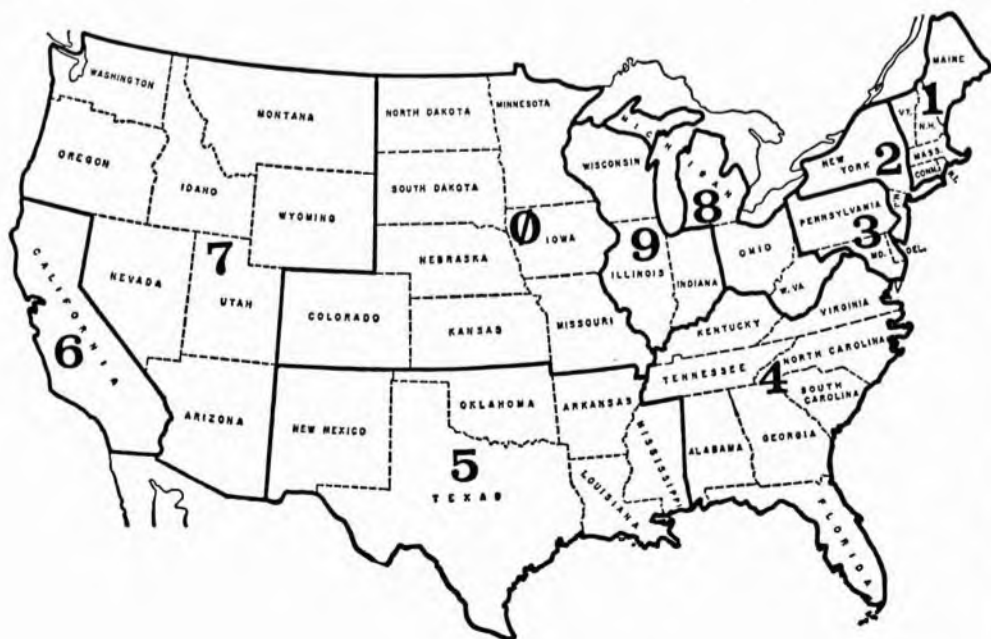 WASHINGTON
OREGON
CALIFORNIA
6
NEVADA
IDAHO
MONTANA
WYOMING
7
UTAH
ARIZONA
COLORADO
NEW MEXICO
NORTH DAKOTA
SOUTH DAKOTA
NEBRASKA
KANSAS
OKLAHOMA
5
TEXAS
MINNESOTA
Ø
IOWA
MISSOURI
ARKANSAS
LOUISIANA
WISCONSIN
9
ILLINOIS
MICHIGAN
8
INDIANA
OHIO
W. VA
KENTUCKY
TENNESSEE
4
MISSISSIPPI
ALABAMA
GEORGIA
FLORIDA
SOUTH
CAROLINA
NORTH CAROLINA
VIRGINIA
MD.
DEL.
3
PENNSYLVANIA
N.J.
NEW
YORK
2
MAINE
1
VT.
N.H.
MASS.
CONN.
R.I.